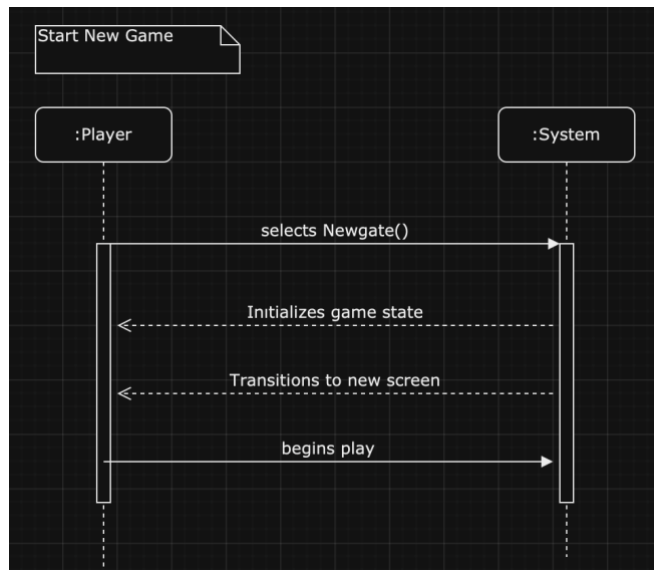 Start New Game
:Player
:System
selects Newgate()
Initializes game state
Transitions to new screen
begins play